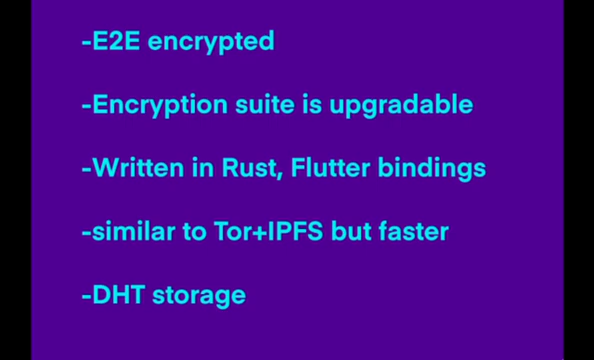 -E2E encrypted
-Encryption suite is upgradable
-Written in Rust, Flutter bindings
-similar to Tor+IPFS but faster
-DHT storage